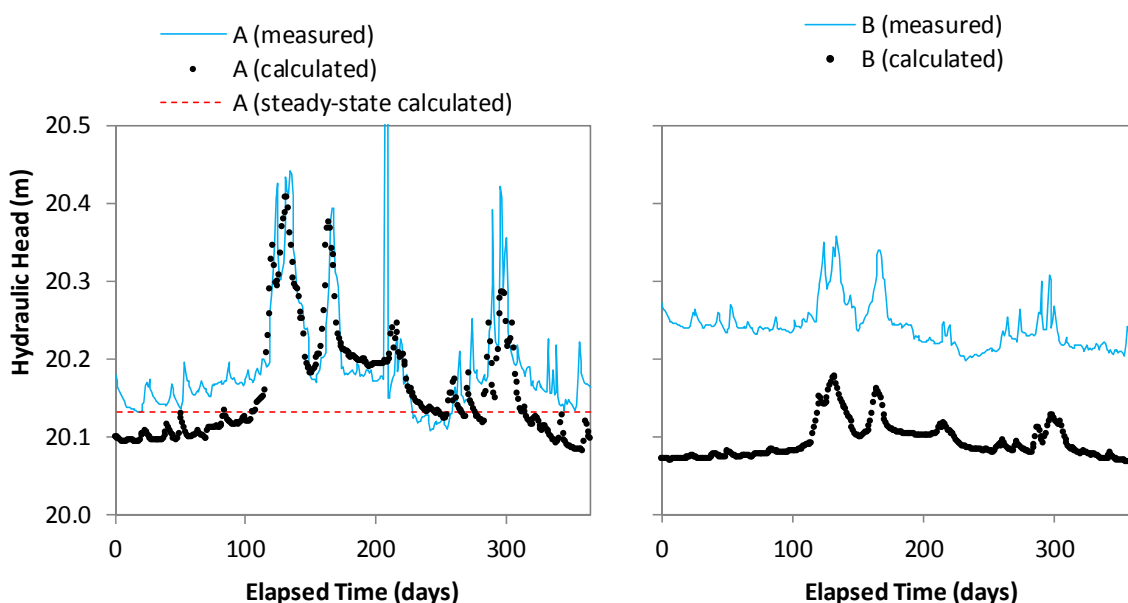 A (measured)
A (calculated)
A (steady-state calculated)
B (measured)
B (calculated)
Hydraulic Head (m)
20.5
20.4
20.3
20.2
20.1
20.0
0
100
200
300
0
100
200
300
Elapsed Time (days)
Elapsed Time (days)